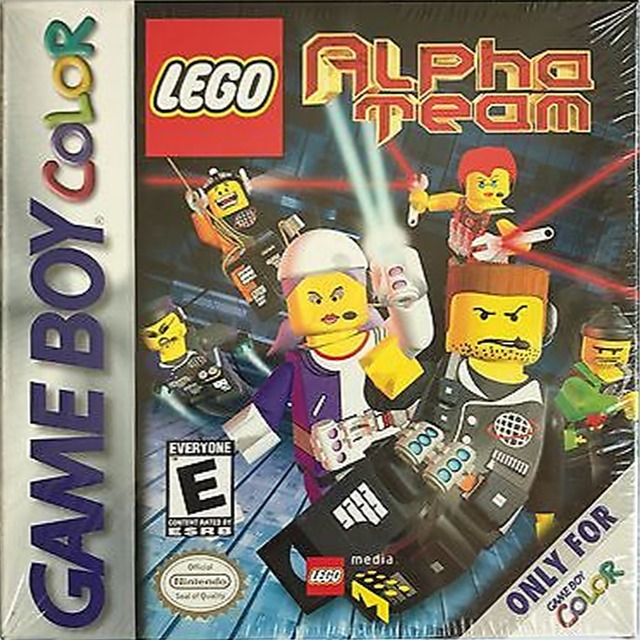 GAME BOY COLOR
LEGO
ALPHA
TEAM
EVERYONE
E
CONTENT RATED BY
ESRB
Official
Nintendo
Seal of Quality
LEGO
media
ONLY FOR
GAME BOY
COLOR